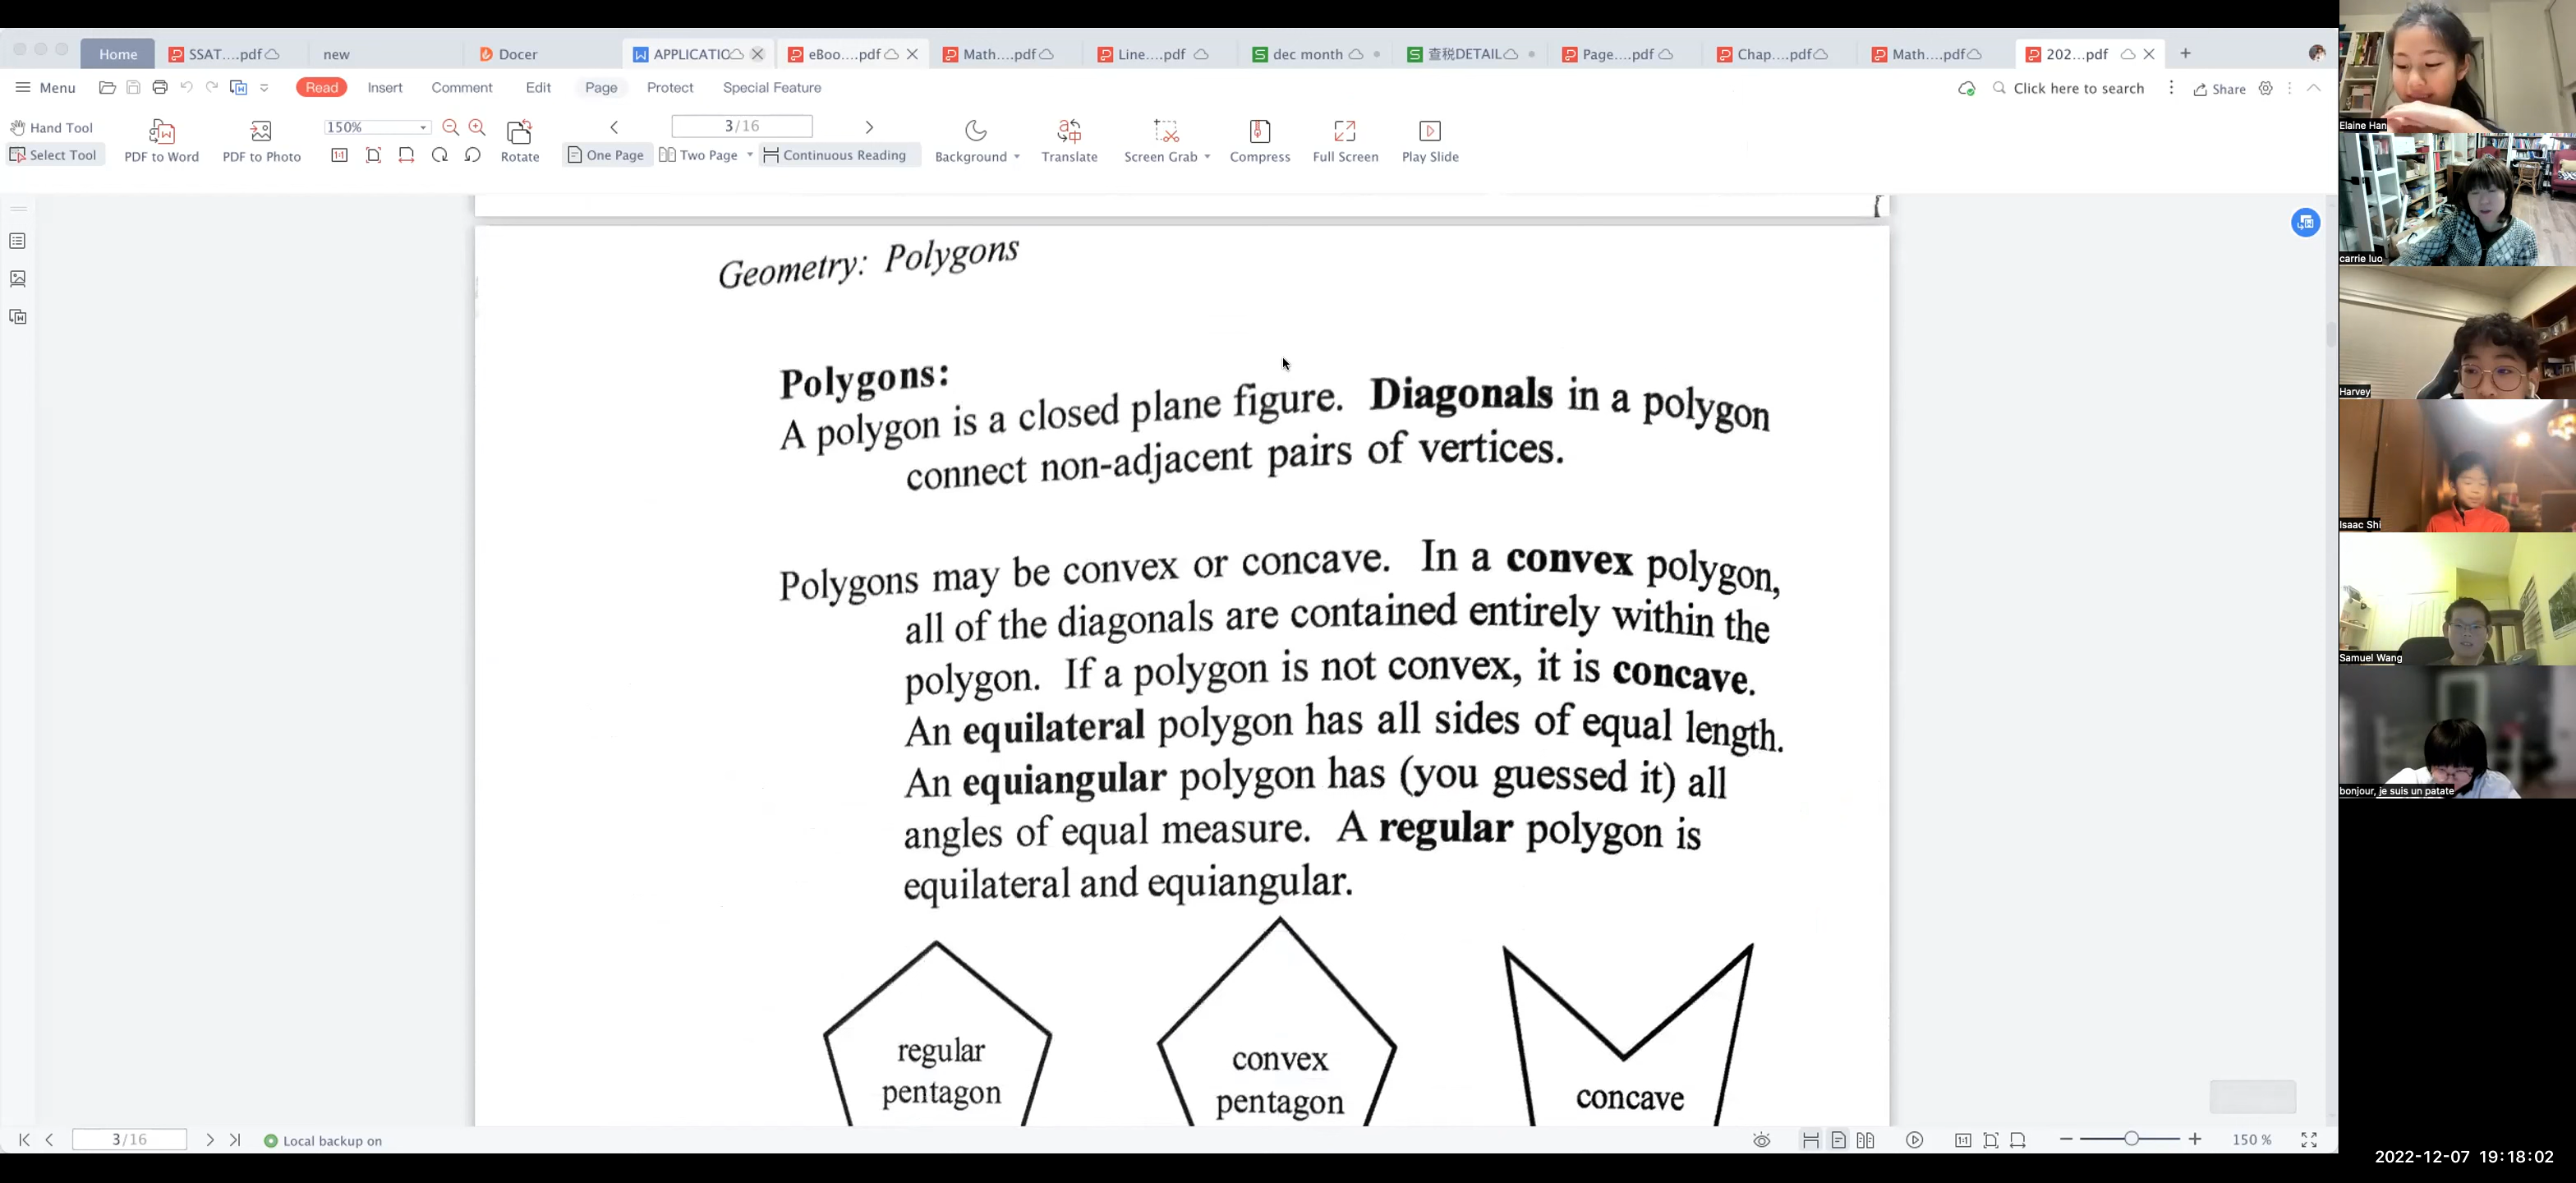 Home
SSAT....pdf
new
Docer
APPLICATIO
eBoo....pdf
Math....pdf
Line....pdf
dec month
查税DETAIL
Page....pdf
Chap....pdf
Math....pdf
202...pdf
Menu
Read
Insert
Comment
Edit
Page
Protect
Special Feature
Click here to search
Share
Hand Tool
Select Tool
PDF to Word
PDF to Photo
150%
Rotate
3/16
One Page
Two Page
Continuous Reading
Background
Translate
Screen Grab
Compress
Full Screen
Play Slide
Geometry: Polygons
Polygons:
A polygon is a closed plane figure. Diagonals in a polygon
connect non-adjacent pairs of vertices.
Polygons may be convex or concave. In a convex polygon,
all of the diagonals are contained entirely within the
polygon. If a polygon is not convex, it is concave.
An equilateral polygon has all sides of equal length.
An equiangular polygon has (you guessed it) all
angles of equal measure. A regular polygon is
equilateral and equiangular.
regular
pentagon
convex
pentagon
concave
3/16
Local backup on
150 %
Elaine Han
carrie luo
Harvey
Isaac Shi
Samuel Wang
bonjour, je suis un patate
2022-12-07 19:18:02